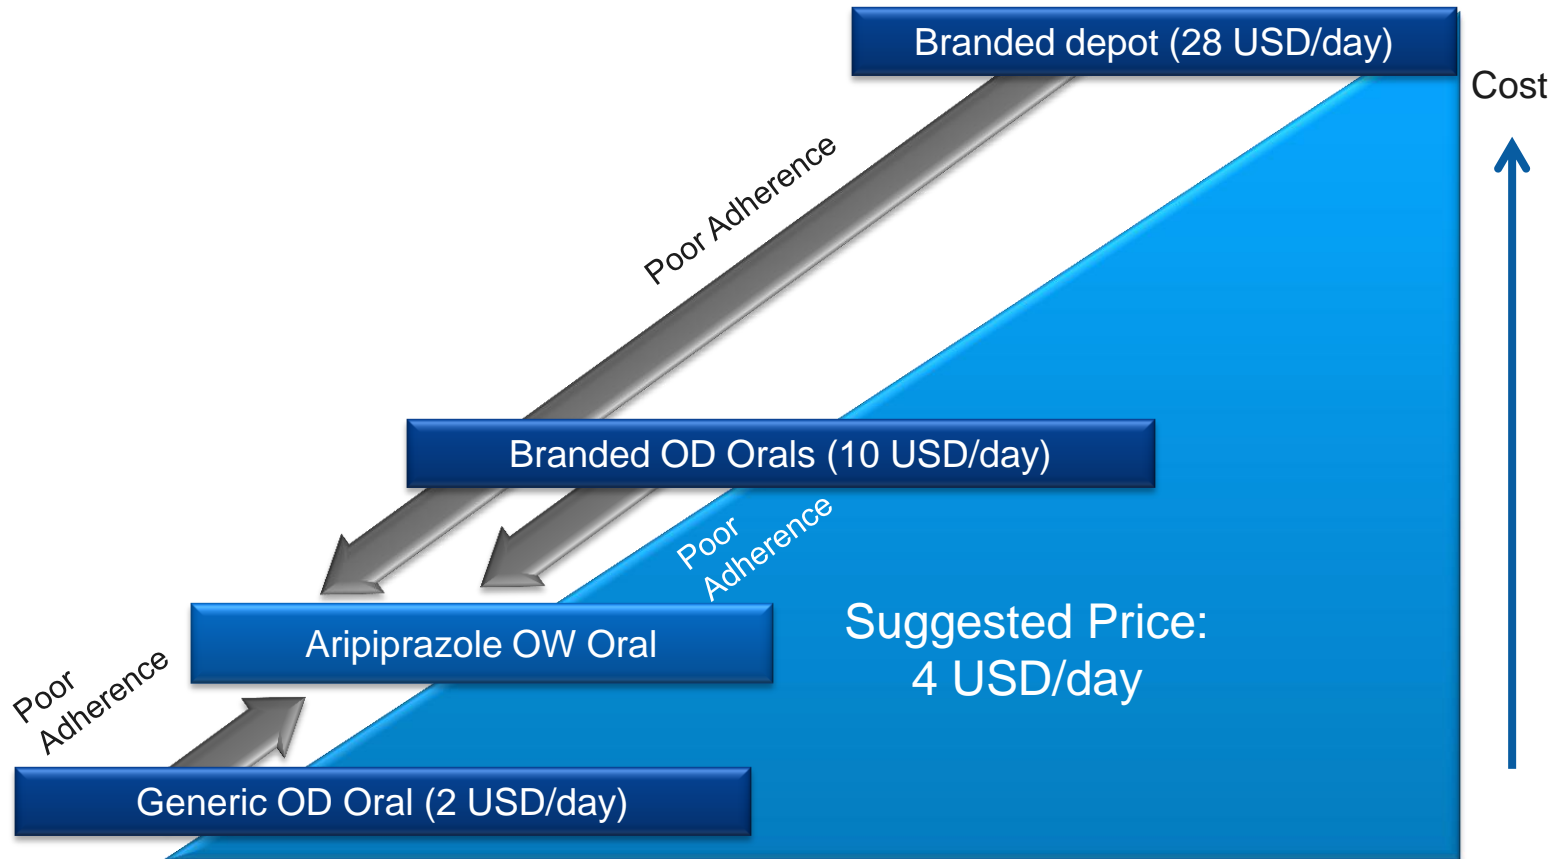 Branded depot (28 USD/day)
Cost
Poor Adherence
Branded OD Orals (10 USD/day)
Poor
Adherence
Aripiprazole OW Oral
Suggested Price:
4 USD/day
Poor
Adherence
Generic OD Oral (2 USD/day)